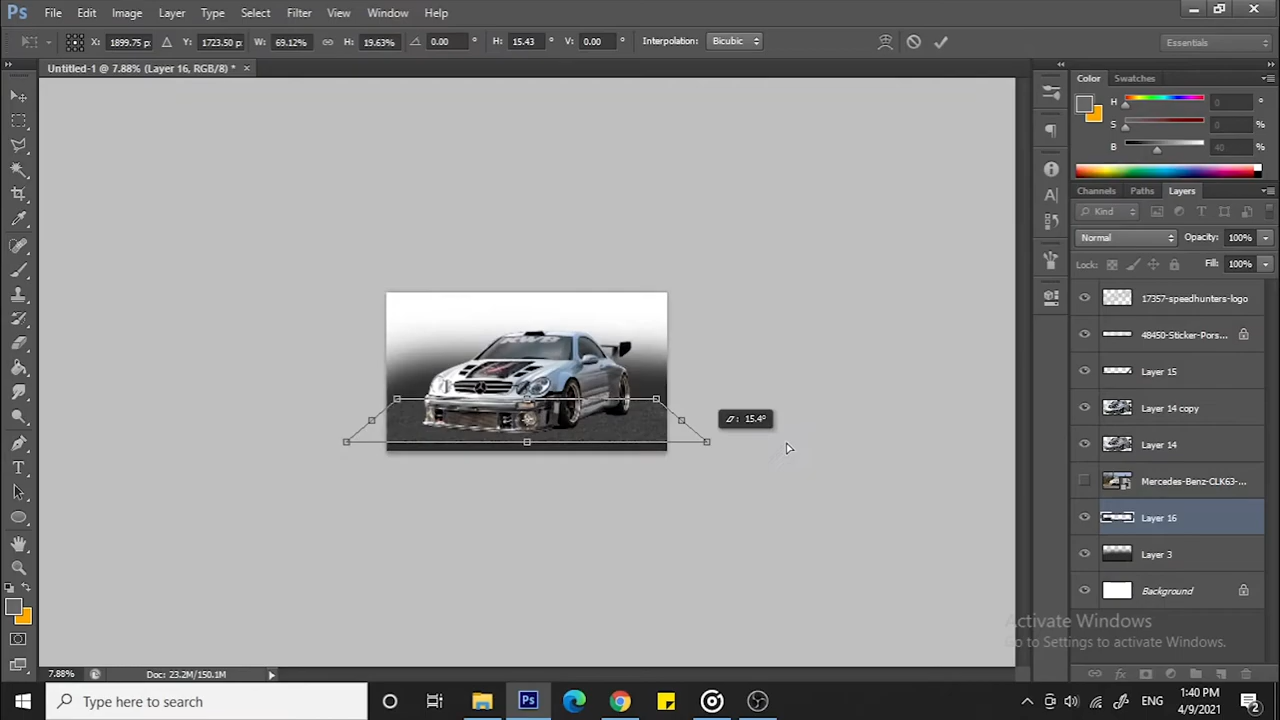 Ps File Edit Image Layer Type Select Filter View Window Help
X: 1899.75 p Y: 1723.50 p W: 69.12% H: 19.63% 0.00 ° H: 15.43 ° V: 0.00 ° Interpolation: Bicubic Essentials
Untitled-1 @ 7.88% (Layer 16, RGB/8) * ×
Color Swatches
H 0 °
S 0 %
B 40 %
Channels Paths Layers
Kind
Normal Opacity: 100%
Lock: Fill: 100%
17357-speedhunters-logo
48450-Sticker-Pors...
Layer 15
Layer 14 copy
Layer 14
Mercedes-Benz-CLK63-...
Layer 16
Layer 3
Background
RWB
15.4°
Activate Windows
Go to Settings to activate Windows.
7.88% Doc: 23.2M/150.1M
Type here to search
Ps
ENG
1:40 PM
4/9/2021
2